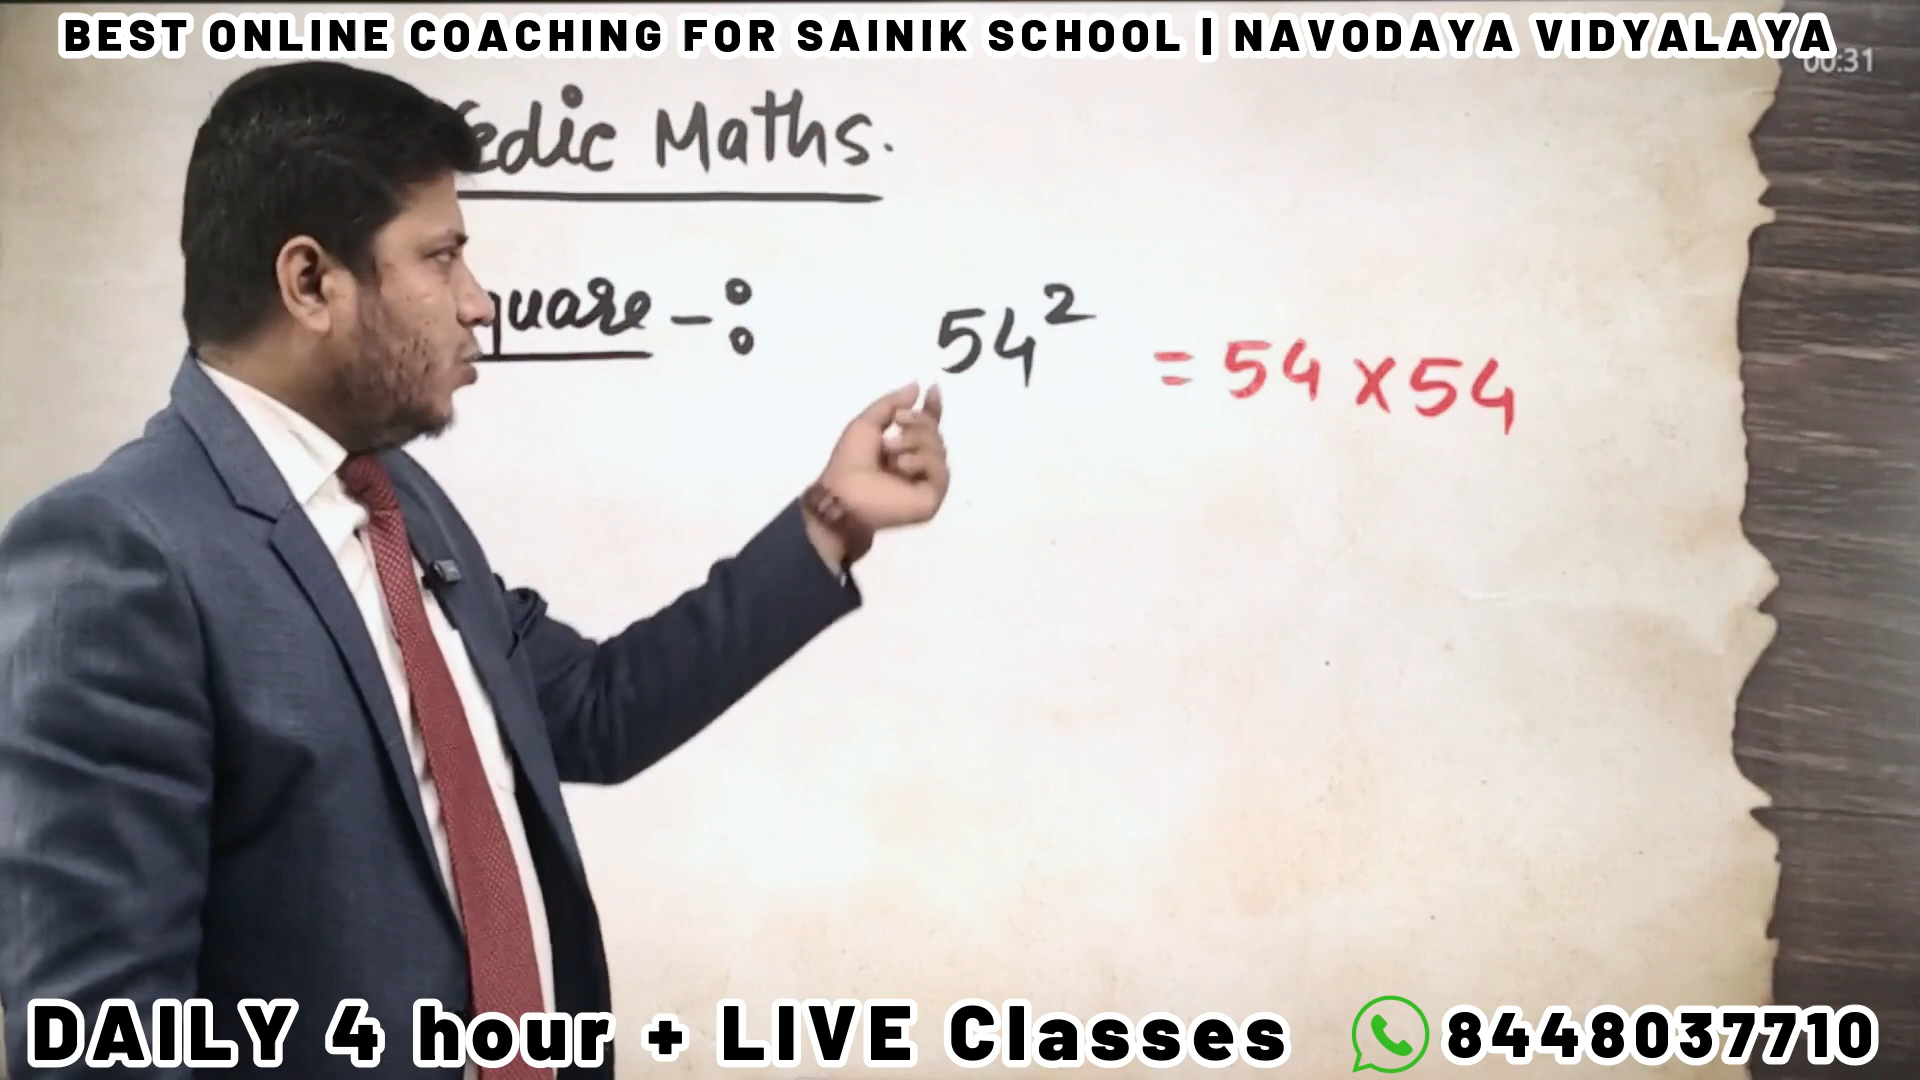 BEST ONLINE COACHING FOR SAINIK SCHOOL | NAVODAYA VIDYALAYA
00:31
edic Maths.
quare -:
54² = 54 x 54
DAILY 4 hour + LIVE Classes 8448037710